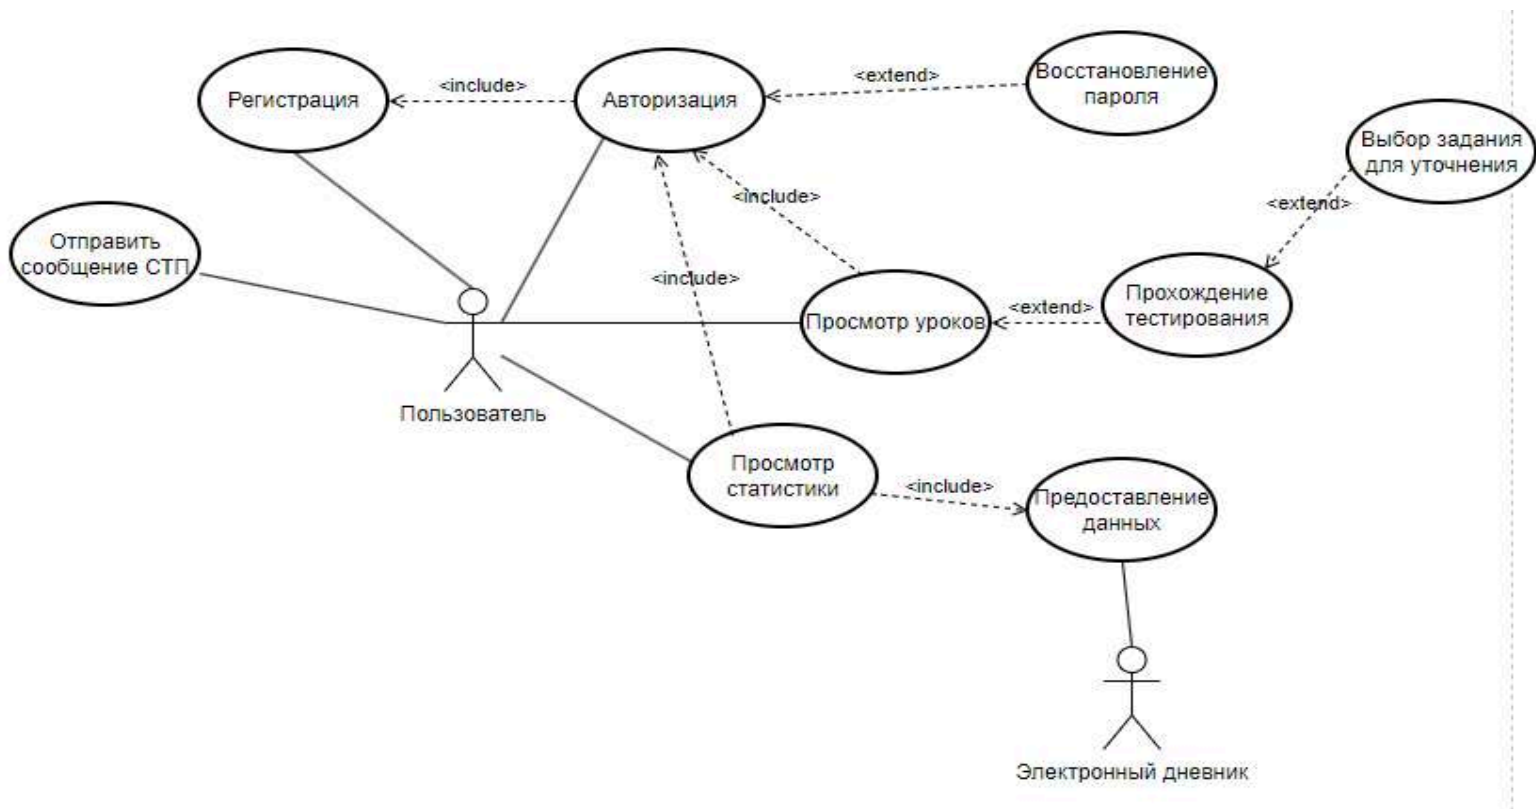 Регистрация
<include>
Авторизация
<extend>
Восстановление
пароля
Выбор задания
для уточнения
<extend>
Отправить
сообщение СТП
<include>
<include>
Просмотр уроков
<extend>
Прохождение
тестирования
Пользователь
Просмотр
статистики
<include>
Предоставление
данных
Электронный дневник